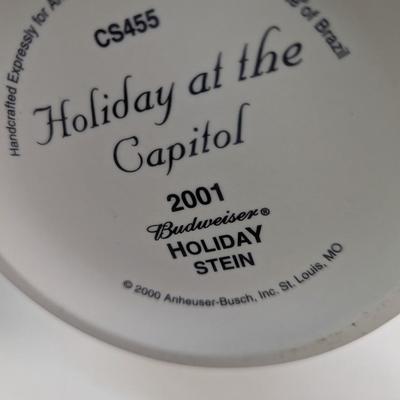 Handcrafted Expressly for
of Brazil
CS455
Holiday at the
Capitol
2001
Budweiser®
HOLIDAY
STEIN
© 2000 Anheuser-Busch, Inc. St. Louis, MO